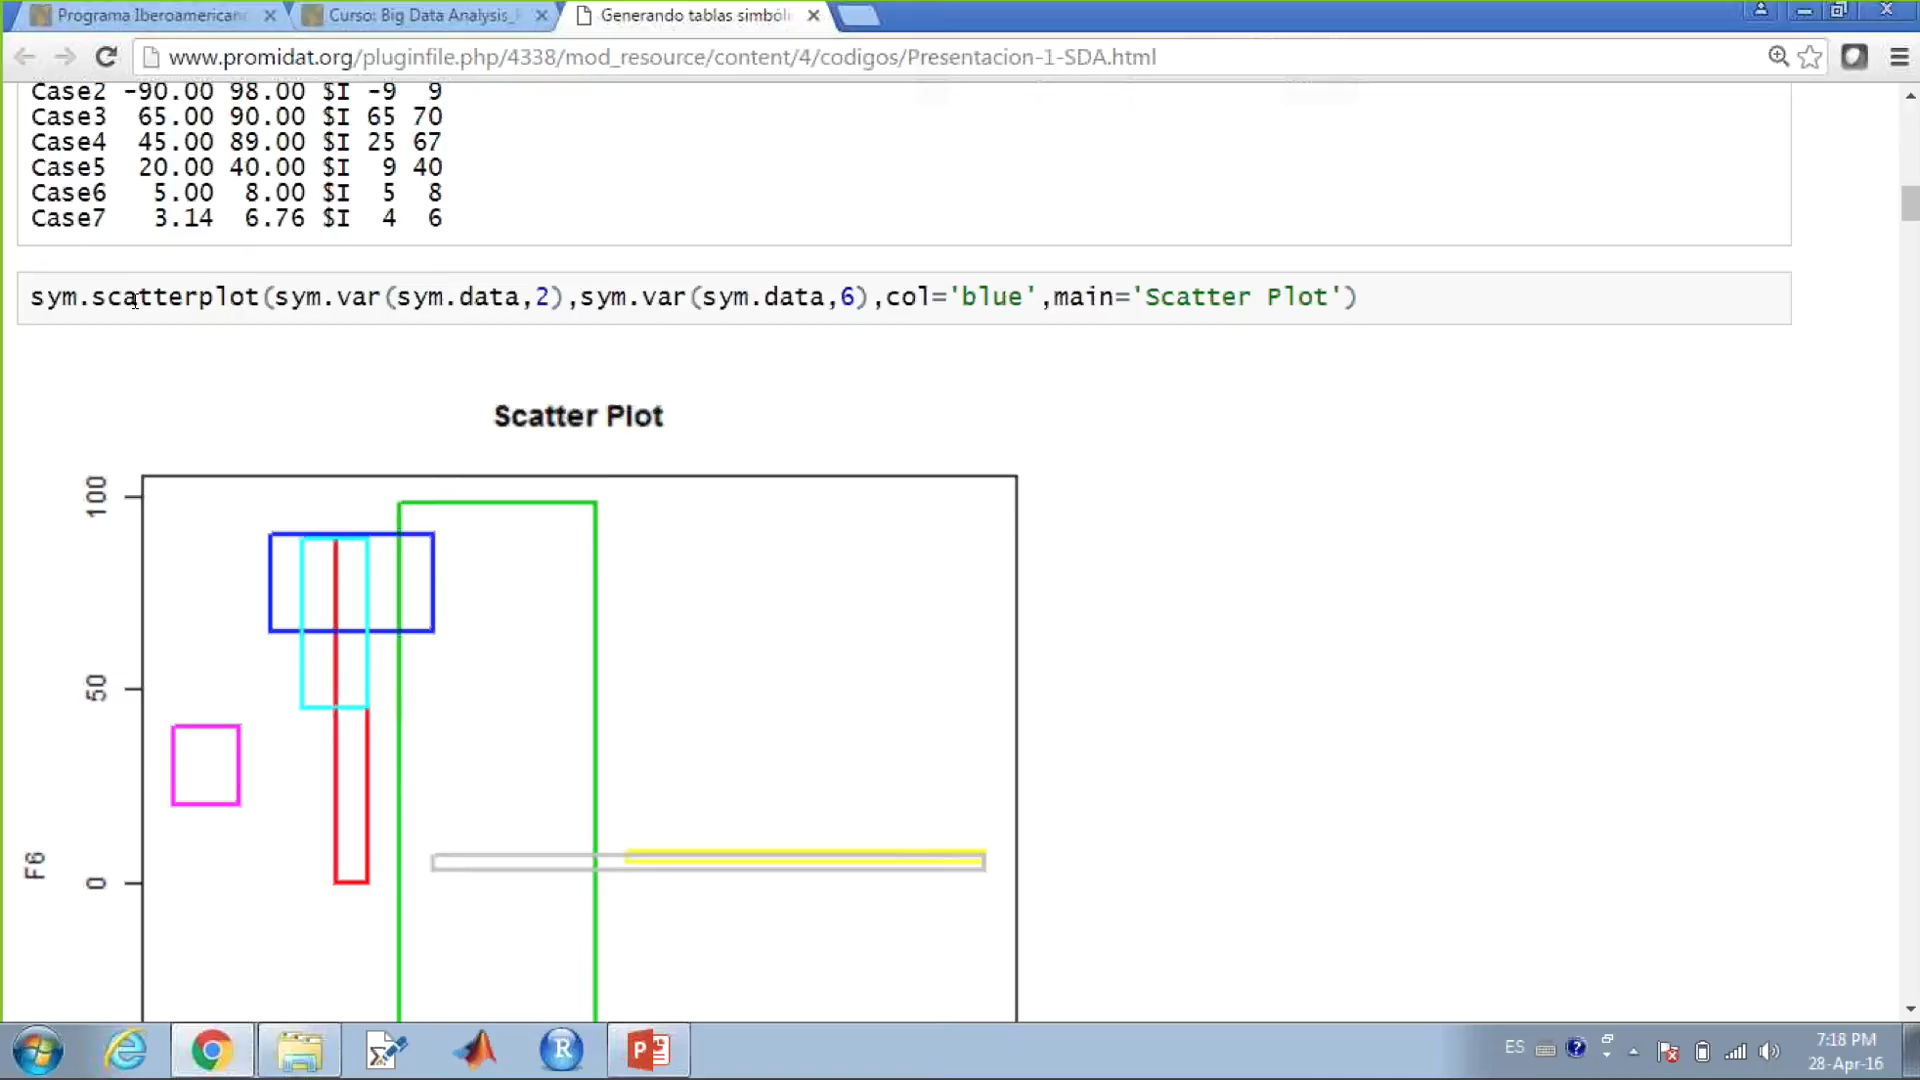 Programa Iberoamerican
Curso: Big Data Analysis_
Generando tablas simból
www.promidat.org/pluginfile.php/4338/mod_resource/content/4/codigos/Presentacion-1-SDA.html
Case2 -90.00 98.00 $I -9 9
Case3 65.00 90.00 $I 65 70
Case4 45.00 89.00 $I 25 67
Case5 20.00 40.00 $I 9 40
Case6 5.00 8.00 $I 5 8
Case7 3.14 6.76 $I 4 6
sym.scatterplot(sym.var(sym.data,2),sym.var(sym.data,6),col='blue',main='Scatter Plot')
Scatter Plot
100
50
0
F6
ES
7:18 PM
28-Apr-16